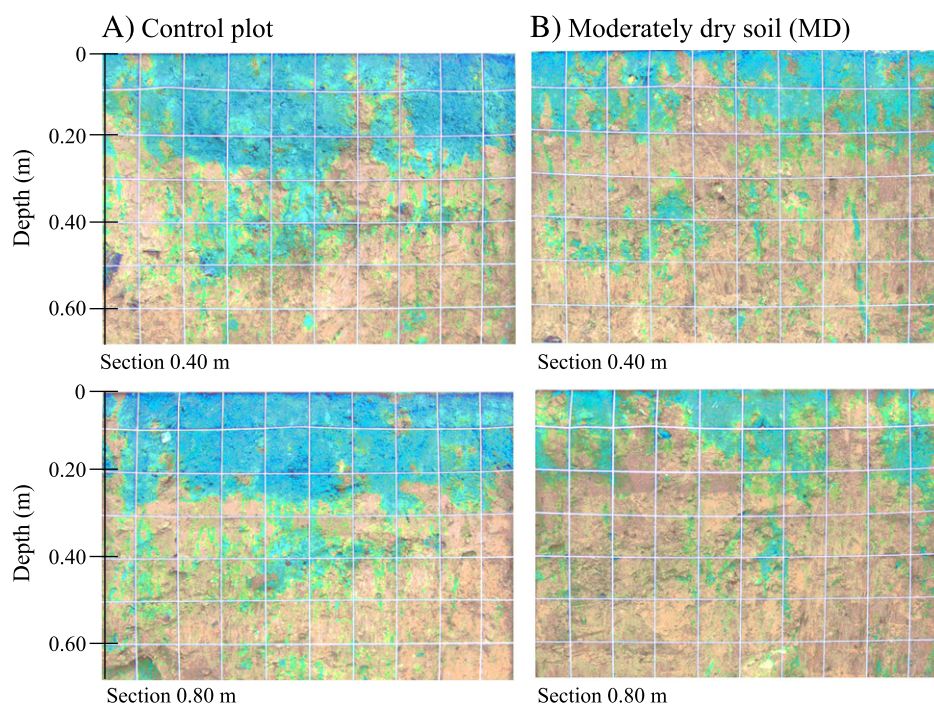 A) Control plot
B) Moderately dry soil (MD)
0
0.20
0.40
0.60
Depth (m)
Section 0.40 m
Section 0.40 m
0
0.20
0.40
0.60
Depth (m)
Section 0.80 m
Section 0.80 m